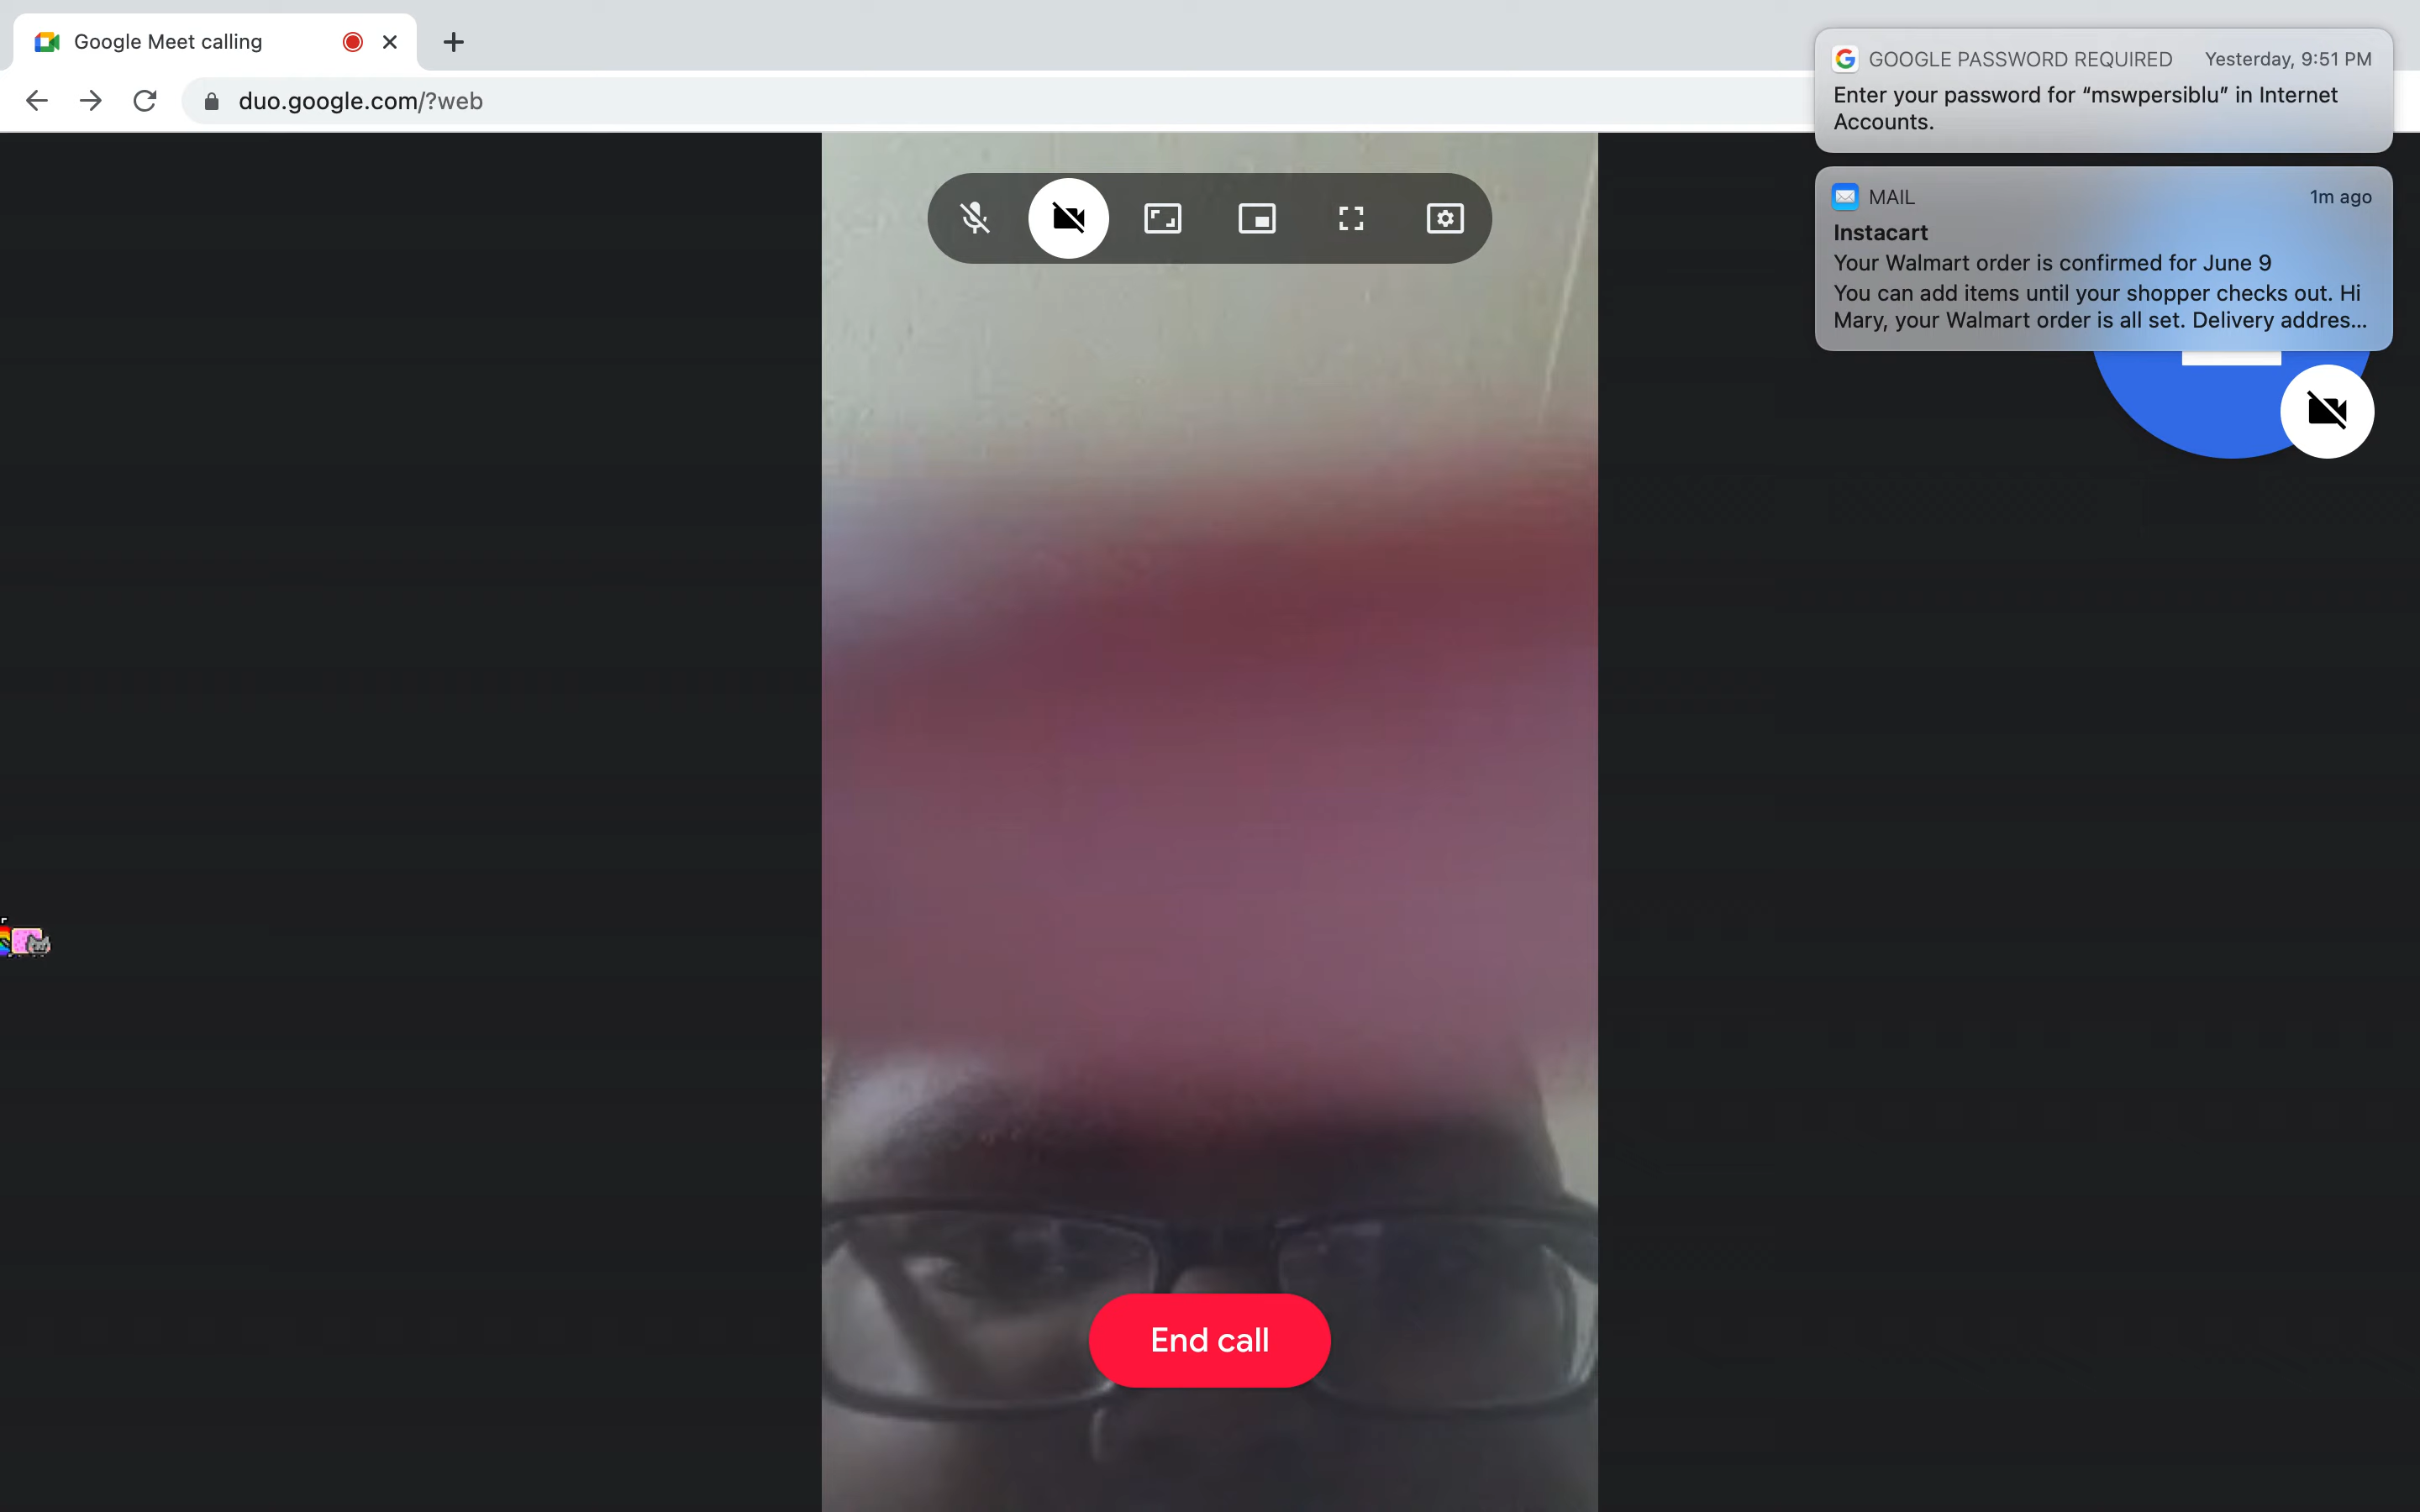 Google Meet calling
duo.google.com/?web
GOOGLE PASSWORD REQUIRED Yesterday, 9:51 PM
Enter your password for “mswpersiblu” in Internet
Accounts.
MAIL 1m ago
Instacart
Your Walmart order is confirmed for June 9
You can add items until your shopper checks out. Hi
Mary, your Walmart order is all set. Delivery addres...
End call